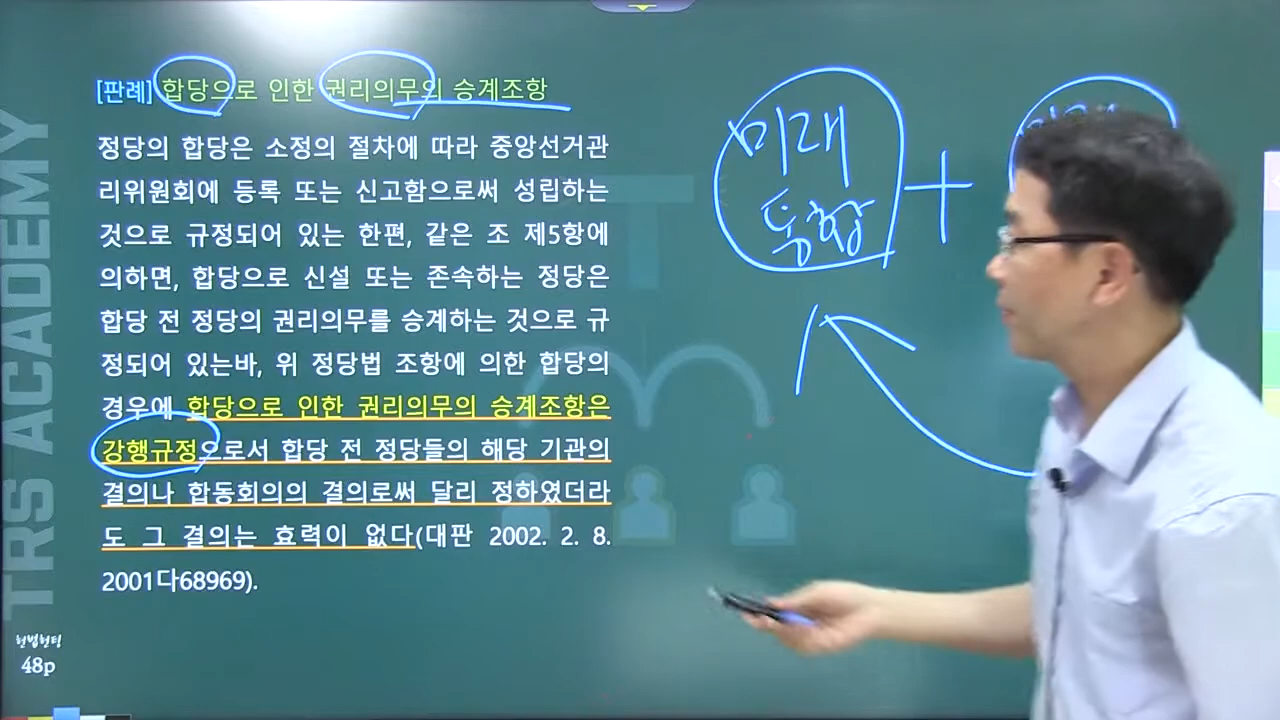 [판례] 합당으로 인한 권리의무의 승계조항
정당의 합당은 소정의 절차에 따라 중앙선거관
리위원회에 등록 또는 신고함으로써 성립하는
것으로 규정되어 있는 한편, 같은 조 제5항에
의하면, 합당으로 신설 또는 존속하는 정당은
합당 전 정당의 권리의무를 승계하는 것으로 규
정되어 있는바, 위 정당법 조항에 의한 합당의
경우에 합당으로 인한 권리의무의 승계조항은
강행규정으로서 합당 전 정당들의 해당 기관의
결의나 합동회의의 결의로써 달리 정하였더라
도 그 결의는 효력이 없다(대판 2002. 2. 8.
2001다68969).
미래
통합
+
TRS ACADEMY
헌법헌팅
48p